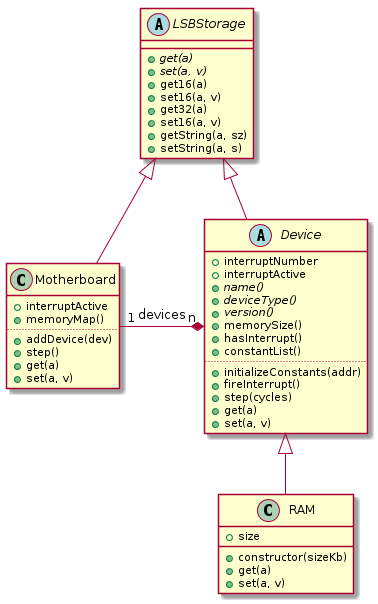 A LSBStorage
get(a)
set(a, v)
get16(a)
set16(a, v)
get32(a)
set16(a, v)
getString(a, sz)
setString(a, s)
A Device
interruptNumber
interruptActive
name()
deviceType()
version()
memorySize()
hasInterrupt()
constantList()
initializeConstants(addr)
fireInterrupt()
step(cycles)
get(a)
set(a, v)
C Motherboard
interruptActive
memoryMap()
addDevice(dev)
step()
get(a)
set(a, v)
1 devices n
C RAM
size
constructor(sizeKb)
get(a)
set(a, v)